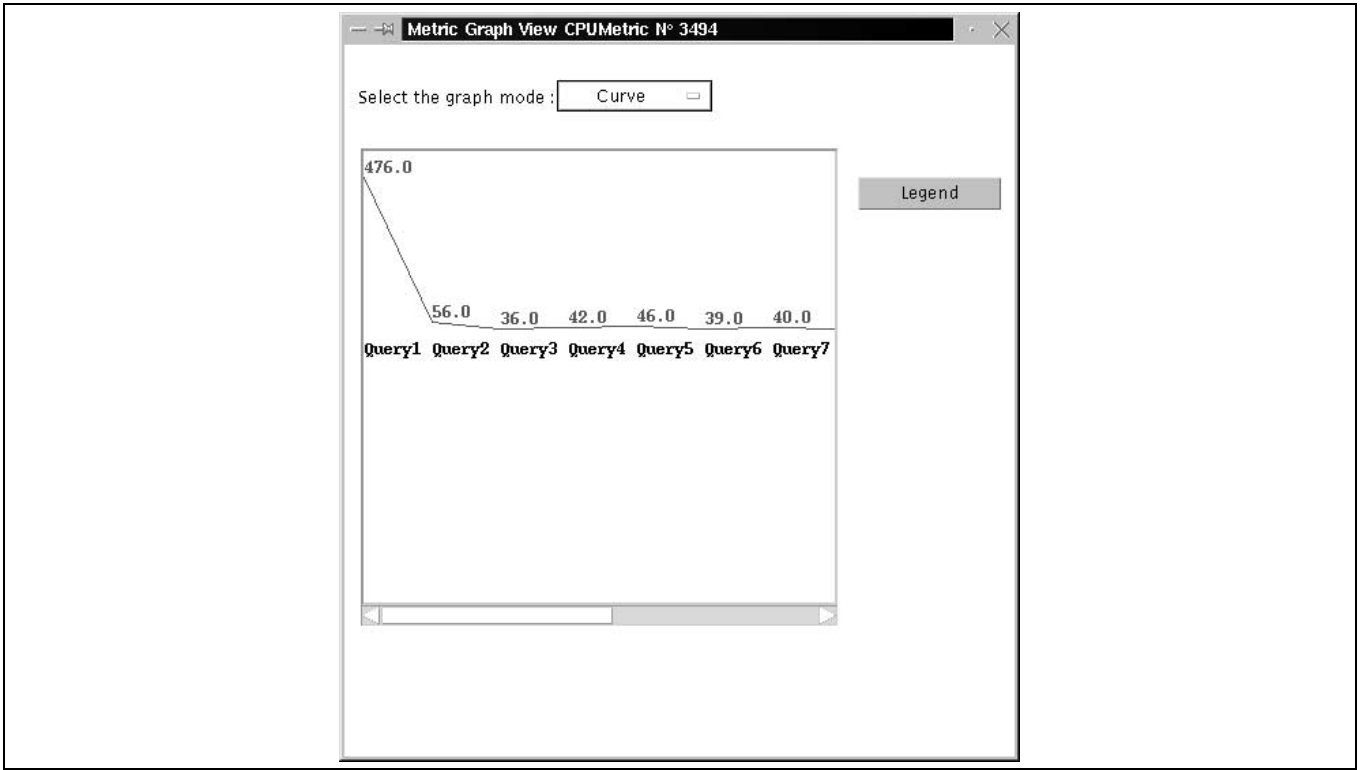 Metric Graph View CPUMetric N° 3494
Select the graph mode : Curve
476.0
Legend
56.0 36.0 42.0 46.0 39.0 40.0
Query1 Query2 Query3 Query4 Query5 Query6 Query7